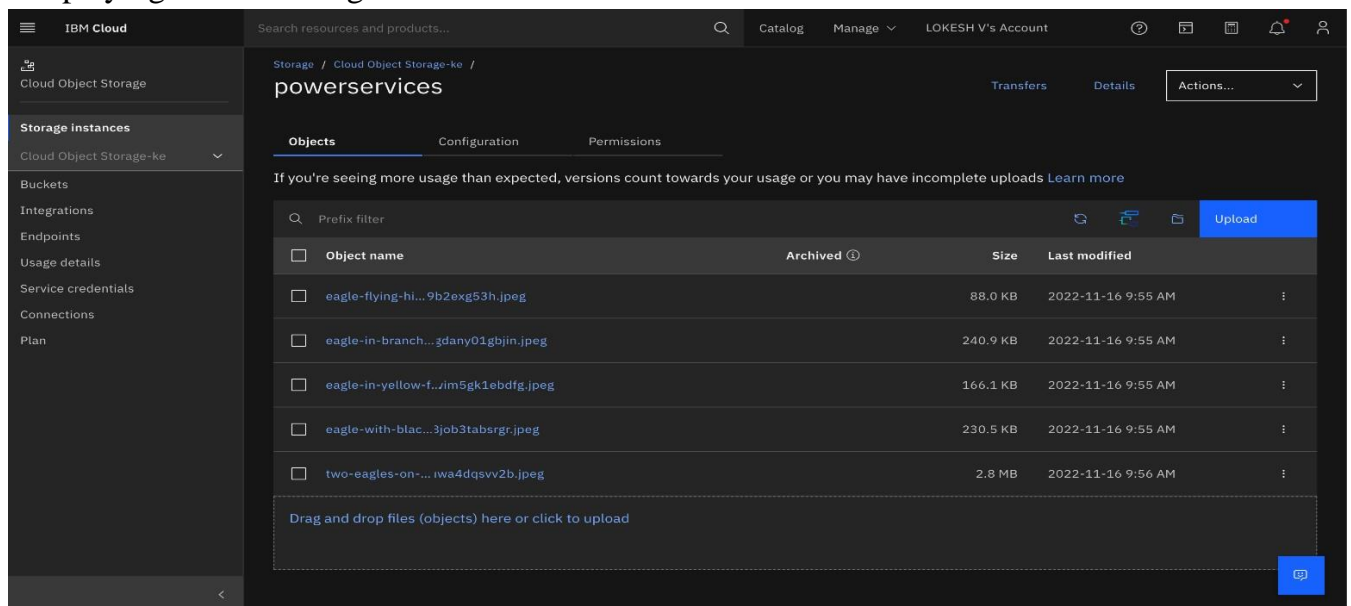 IBM Cloud
Search resources and products...
Catalog
Manage
LOKESH V's Account
Cloud Object Storage
Storage instances
Cloud Object Storage-ke
Buckets
Integrations
Endpoints
Usage details
Service credentials
Connections
Plan
Storage / Cloud Object Storage-ke /
powerservices
Transfers
Details
Actions...
Objects
Configuration
Permissions
If you're seeing more usage than expected, versions count towards your usage or you may have incomplete uploads Learn more
Prefix filter
Upload
Object name
Archived
Size
Last modified
eagle-flying-hi...9b2exg53h.jpeg 88.0 KB 2022-11-16 9:55 AM
eagle-in-branch...gdany01gbjin.jpeg 240.9 KB 2022-11-16 9:55 AM
eagle-in-yellow-f...im5gk1ebdfg.jpeg 166.1 KB 2022-11-16 9:55 AM
eagle-with-blac...job3tabsrgr.jpeg 230.5 KB 2022-11-16 9:55 AM
two-eagles-on-...wa4dqsvv2b.jpeg 2.8 MB 2022-11-16 9:56 AM
Drag and drop files (objects) here or click to upload